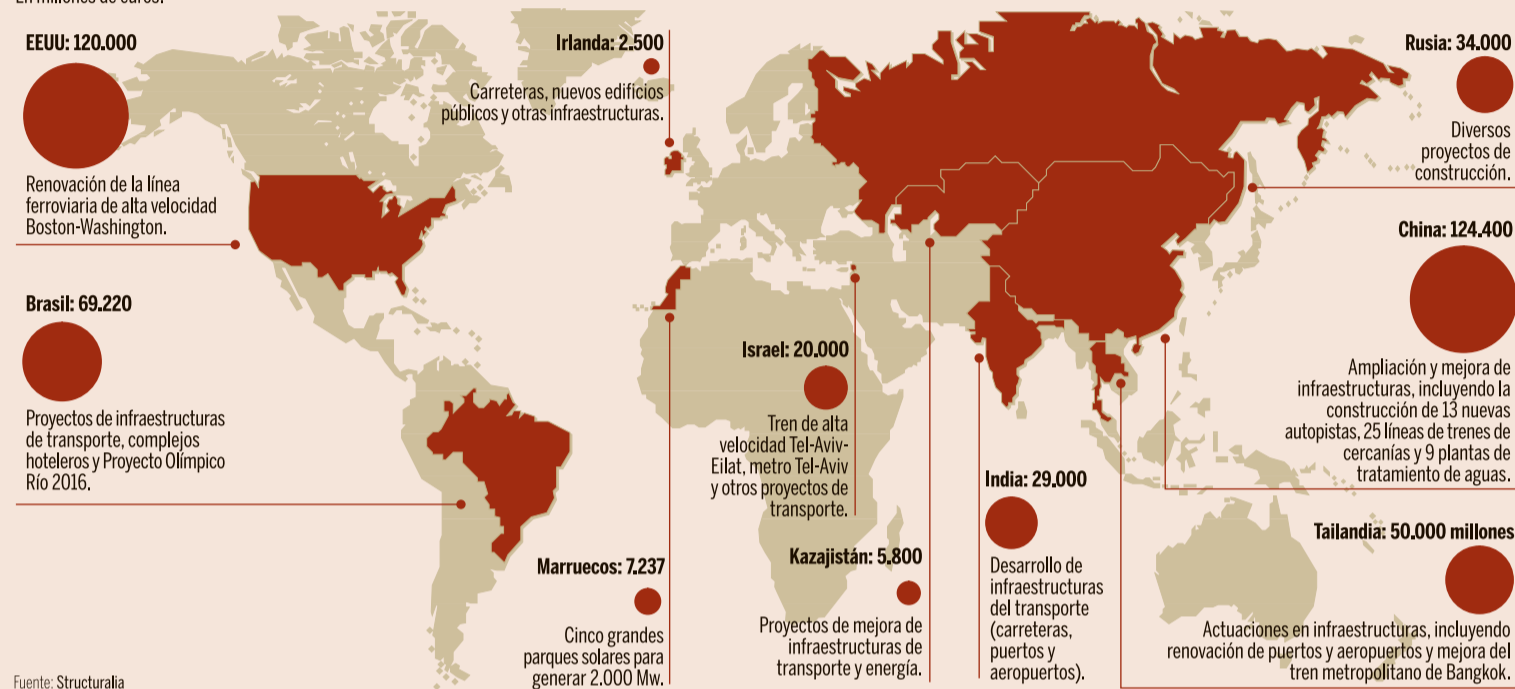 En millones de euros.
EEUU: 120.000
Renovación de la línea
ferroviaria de alta velocidad
Boston-Washington.
Brasil: 69.220
Proyectos de infraestructuras
de transporte, complejos
hoteleros y Proyecto Olímpico
Río 2016.
Irlanda: 2.500
Carreteras, nuevos edificios
públicos y otras infraestructuras.
Marruecos: 7.237
Cinco grandes
parques solares para
generar 2.000 Mw.
Israel: 20.000
Tren de alta
velocidad Tel-Aviv-
Eilat, metro Tel-Aviv
y otros proyectos de
transporte.
Kazajistán: 5.800
Proyectos de mejora de
infraestructuras de
transporte y energía.
India: 29.000
Desarrollo de
infraestructuras
del transporte
(carreteras,
puertos y
aeropuertos).
Rusia: 34.000
Diversos
proyectos de
construcción.
China: 124.400
Ampliación y mejora de
infraestructuras, incluyendo la
construcción de 13 nuevas
autopistas, 25 líneas de trenes de
cercanías y 9 plantas de
tratamiento de aguas.
Tailandia: 50.000 millones
Actuaciones en infraestructuras, incluyendo
renovación de puertos y aeropuertos y mejora del
tren metropolitano de Bangkok.
Fuente: Structuralia